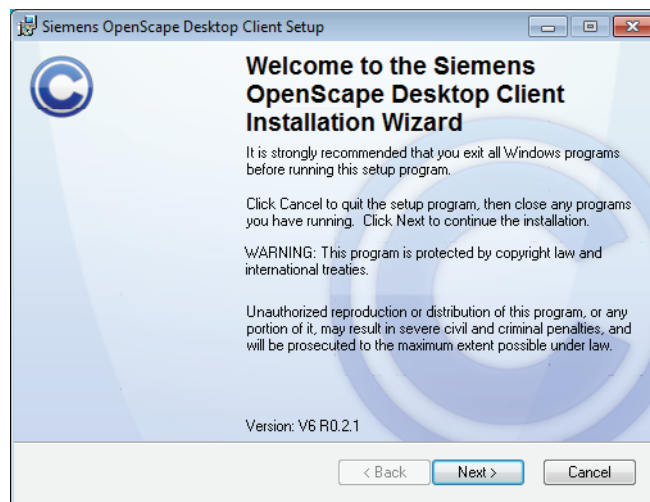 Siemens OpenScape Desktop Client Setup
Welcome to the Siemens
OpenScape Desktop Client
Installation Wizard
It is strongly recommended that you exit all Windows programs
before running this setup program.
Click Cancel to quit the setup program, then close any programs
you have running. Click Next to continue the installation.
WARNING: This program is protected by copyright law and
international treaties.
Unauthorized reproduction or distribution of this program, or any
portion of it, may result in severe civil and criminal penalties, and
will be prosecuted to the maximum extent possible under law.
Version: V6 R0.2.1
< Back Next > Cancel